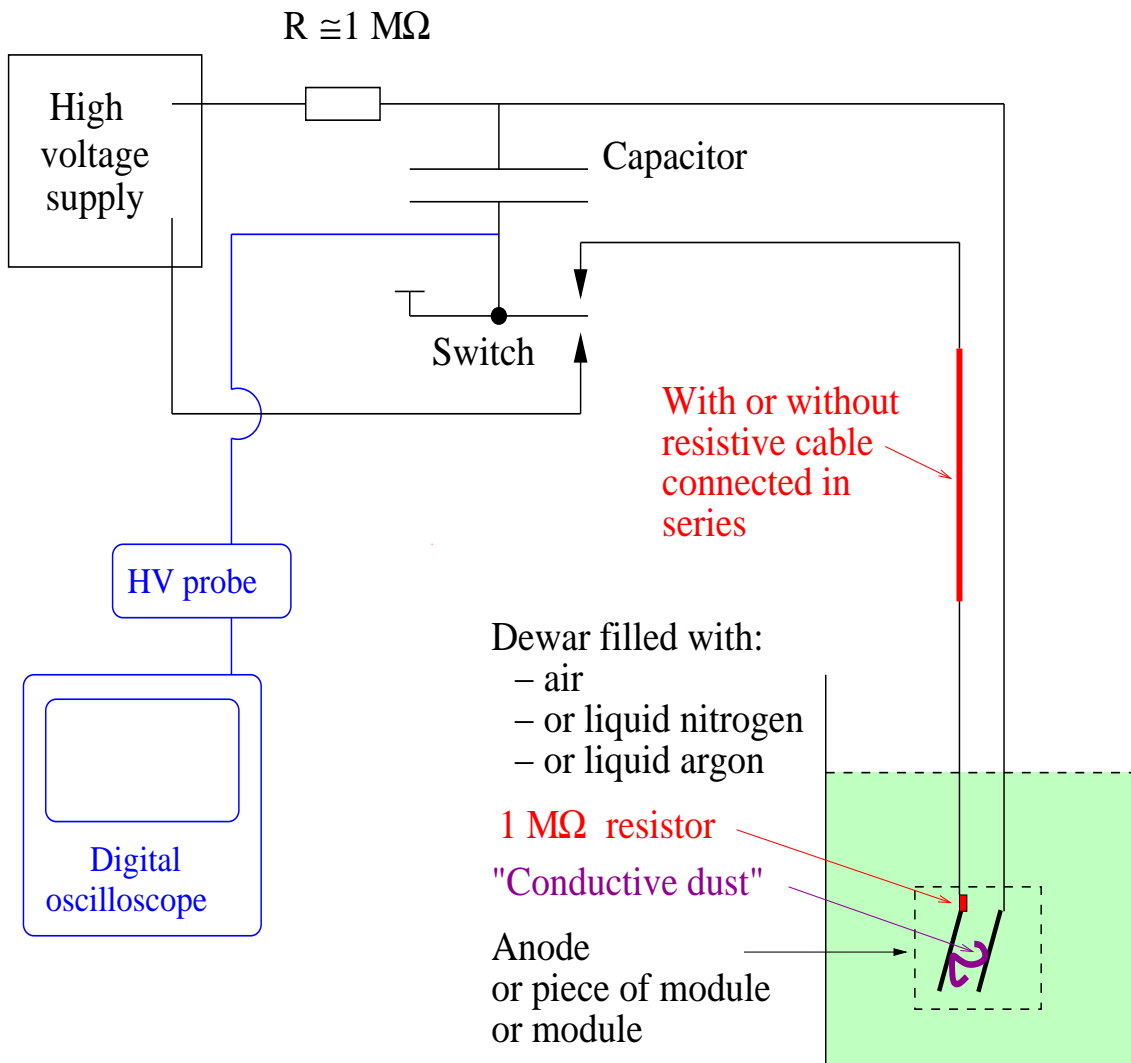 R ≅1 MΩ
High
voltage
supply
Capacitor
Switch
With or without
resistive cable
connected in
series
HV probe
Dewar filled with:
– air
– or liquid nitrogen
– or liquid argon
1 MΩ resistor
"Conductive dust"
Digital
oscilloscope
Anode
or piece of module
or module